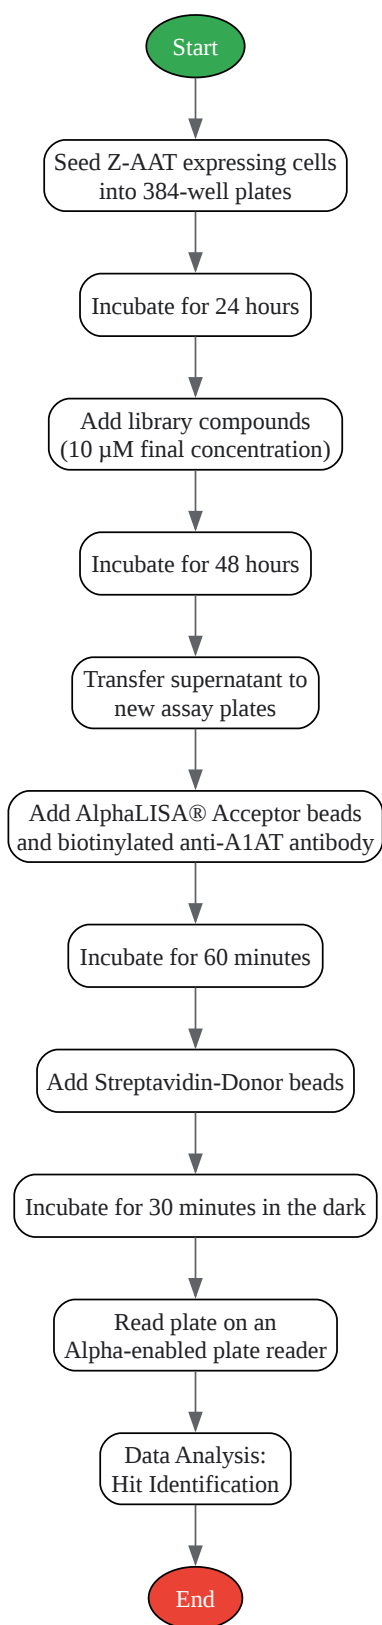 Start
Seed Z-AAT expressing cells
into 384-well plates
Incubate for 24 hours
Add library compounds
(10 µM final concentration)
Incubate for 48 hours
Transfer supernatant to
new assay plates
Add AlphaLISA® Acceptor beads
and biotinylated anti-A1AT antibody
Incubate for 60 minutes
Add Streptavidin-Donor beads
Incubate for 30 minutes in the dark
Read plate on an
Alpha-enabled plate reader
Data Analysis:
Hit Identification
End